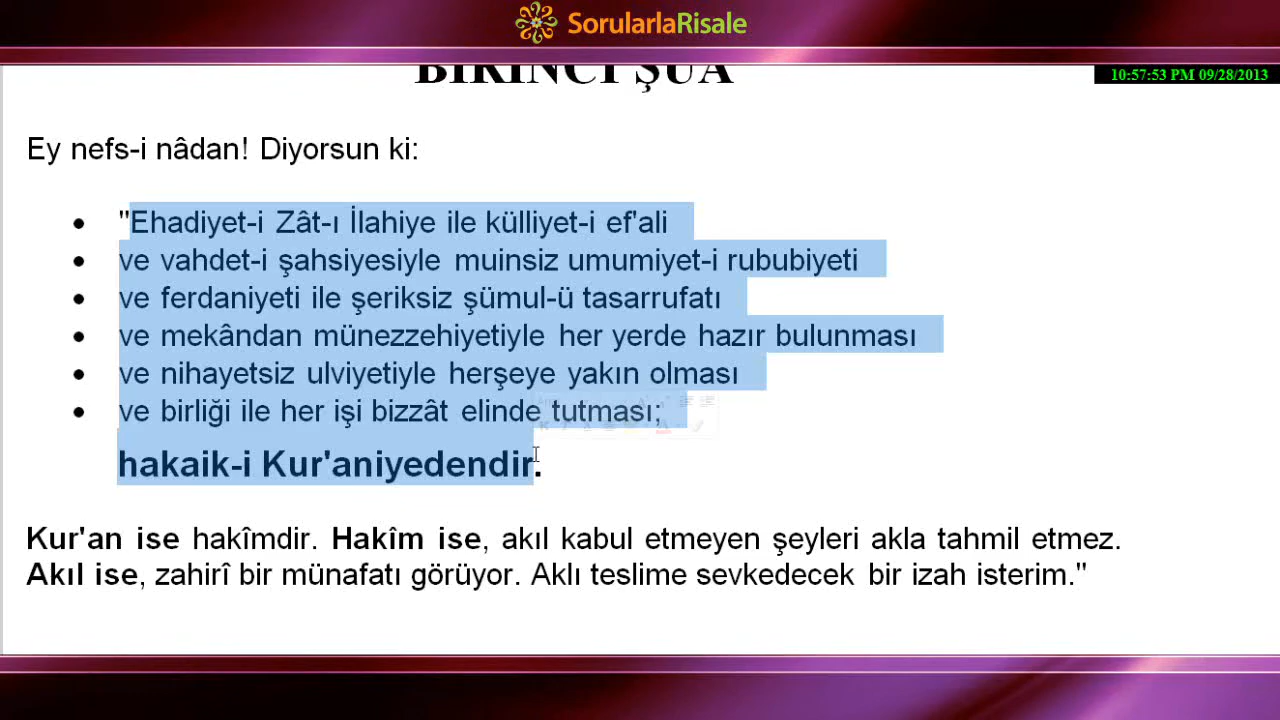 SorularlaRisale
BİRİNCİ ŞUA
10:57:53 PM 09/28/2013
Ey nefs-i nâdan! Diyorsun ki:
• "Ehadiyet-i Zât-ı İlahiye ile külliyet-i ef'ali
• ve vahdet-i şahsiyesiyle muinsiz umumiyet-i rububiyeti
• ve ferdaniyeti ile şeriksiz şümul-ü tasarrufatı
• ve mekândan münezzehiyetiyle her yerde hazır bulunması
• ve nihayetsiz ulviyetiyle herşeye yakın olması
• ve birliği ile her işi bizzât elinde tutması;
hakaik-i Kur'aniyedendir.
Kur'an ise hakîmdir. Hakîm ise, akıl kabul etmeyen şeyleri akla tahmil etmez.
Akıl ise, zahirî bir münafatı görüyor. Aklı teslime sevkedecek bir izah isterim."